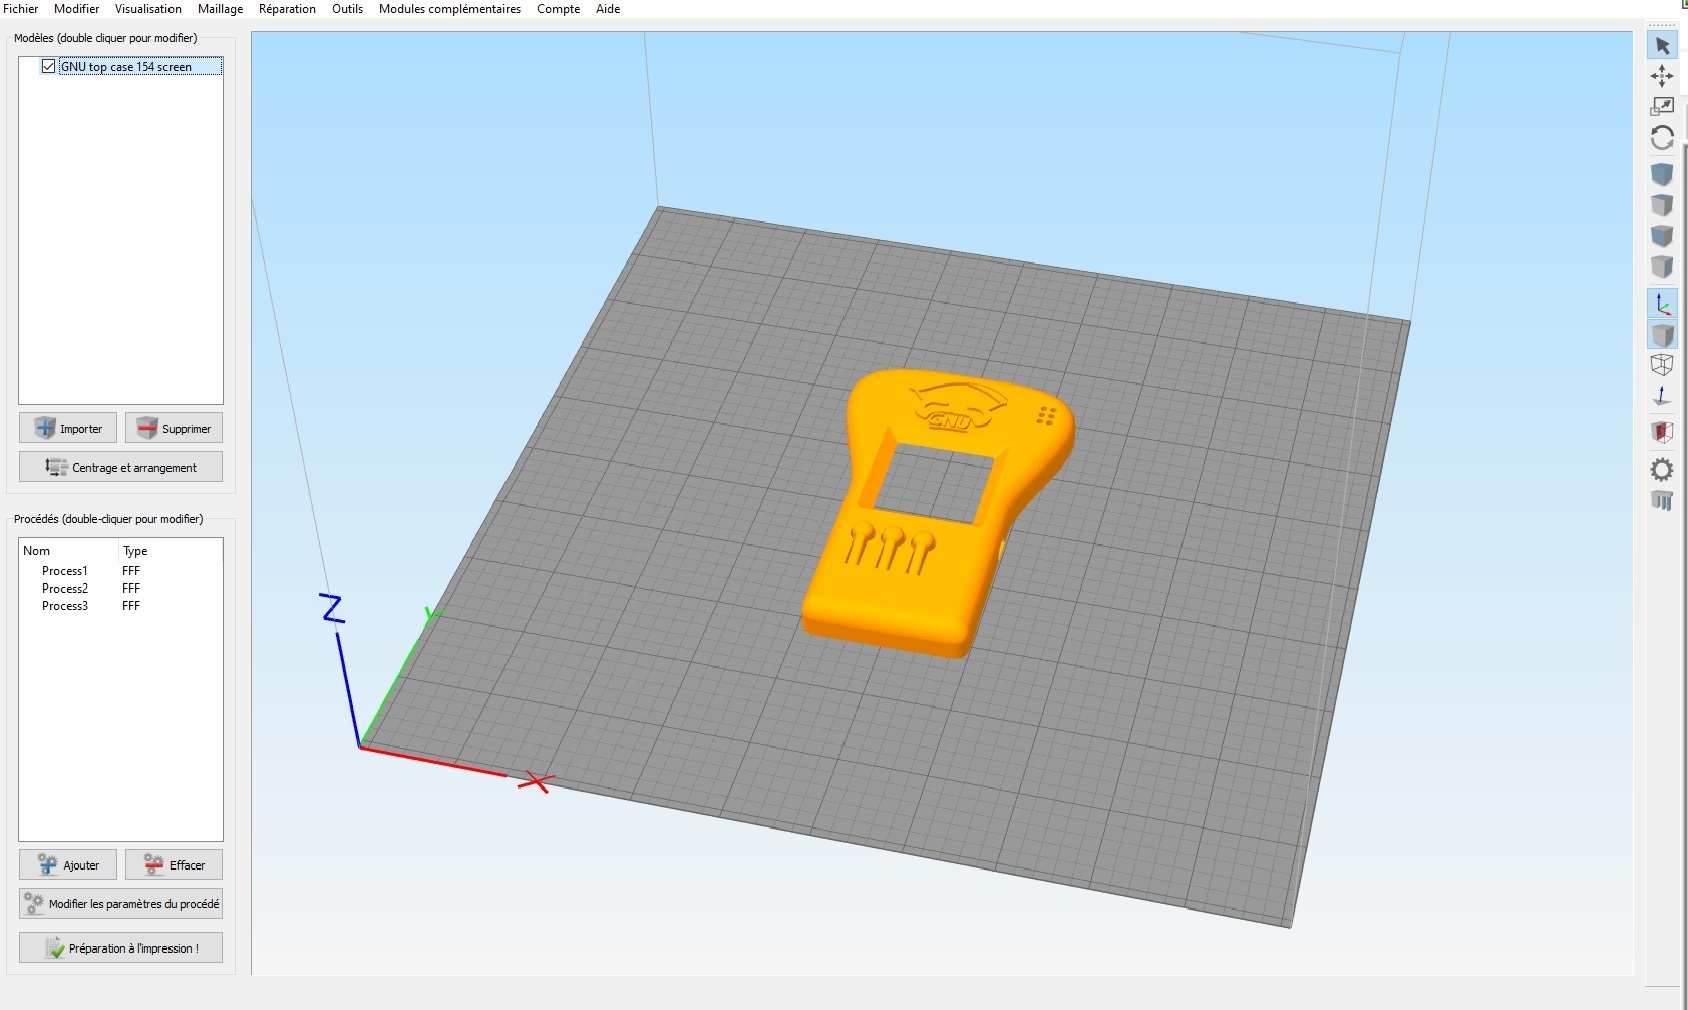 Fichier Modifier Visualisation Maillage Réparation Outils Modules complémentaires Compte Aide
Modèles (double cliquer pour modifier)
GNU top case 154 screen
Importer Supprimer
Centrage et arrangement
Procédés (double-cliquer pour modifier)
Nom Type
Process1 FFF
Process2 FFF
Process3 FFF
Ajouter Effacer
Modifier les paramètres du procédé
Préparation à l'impression !
GNU
Z
Y
X